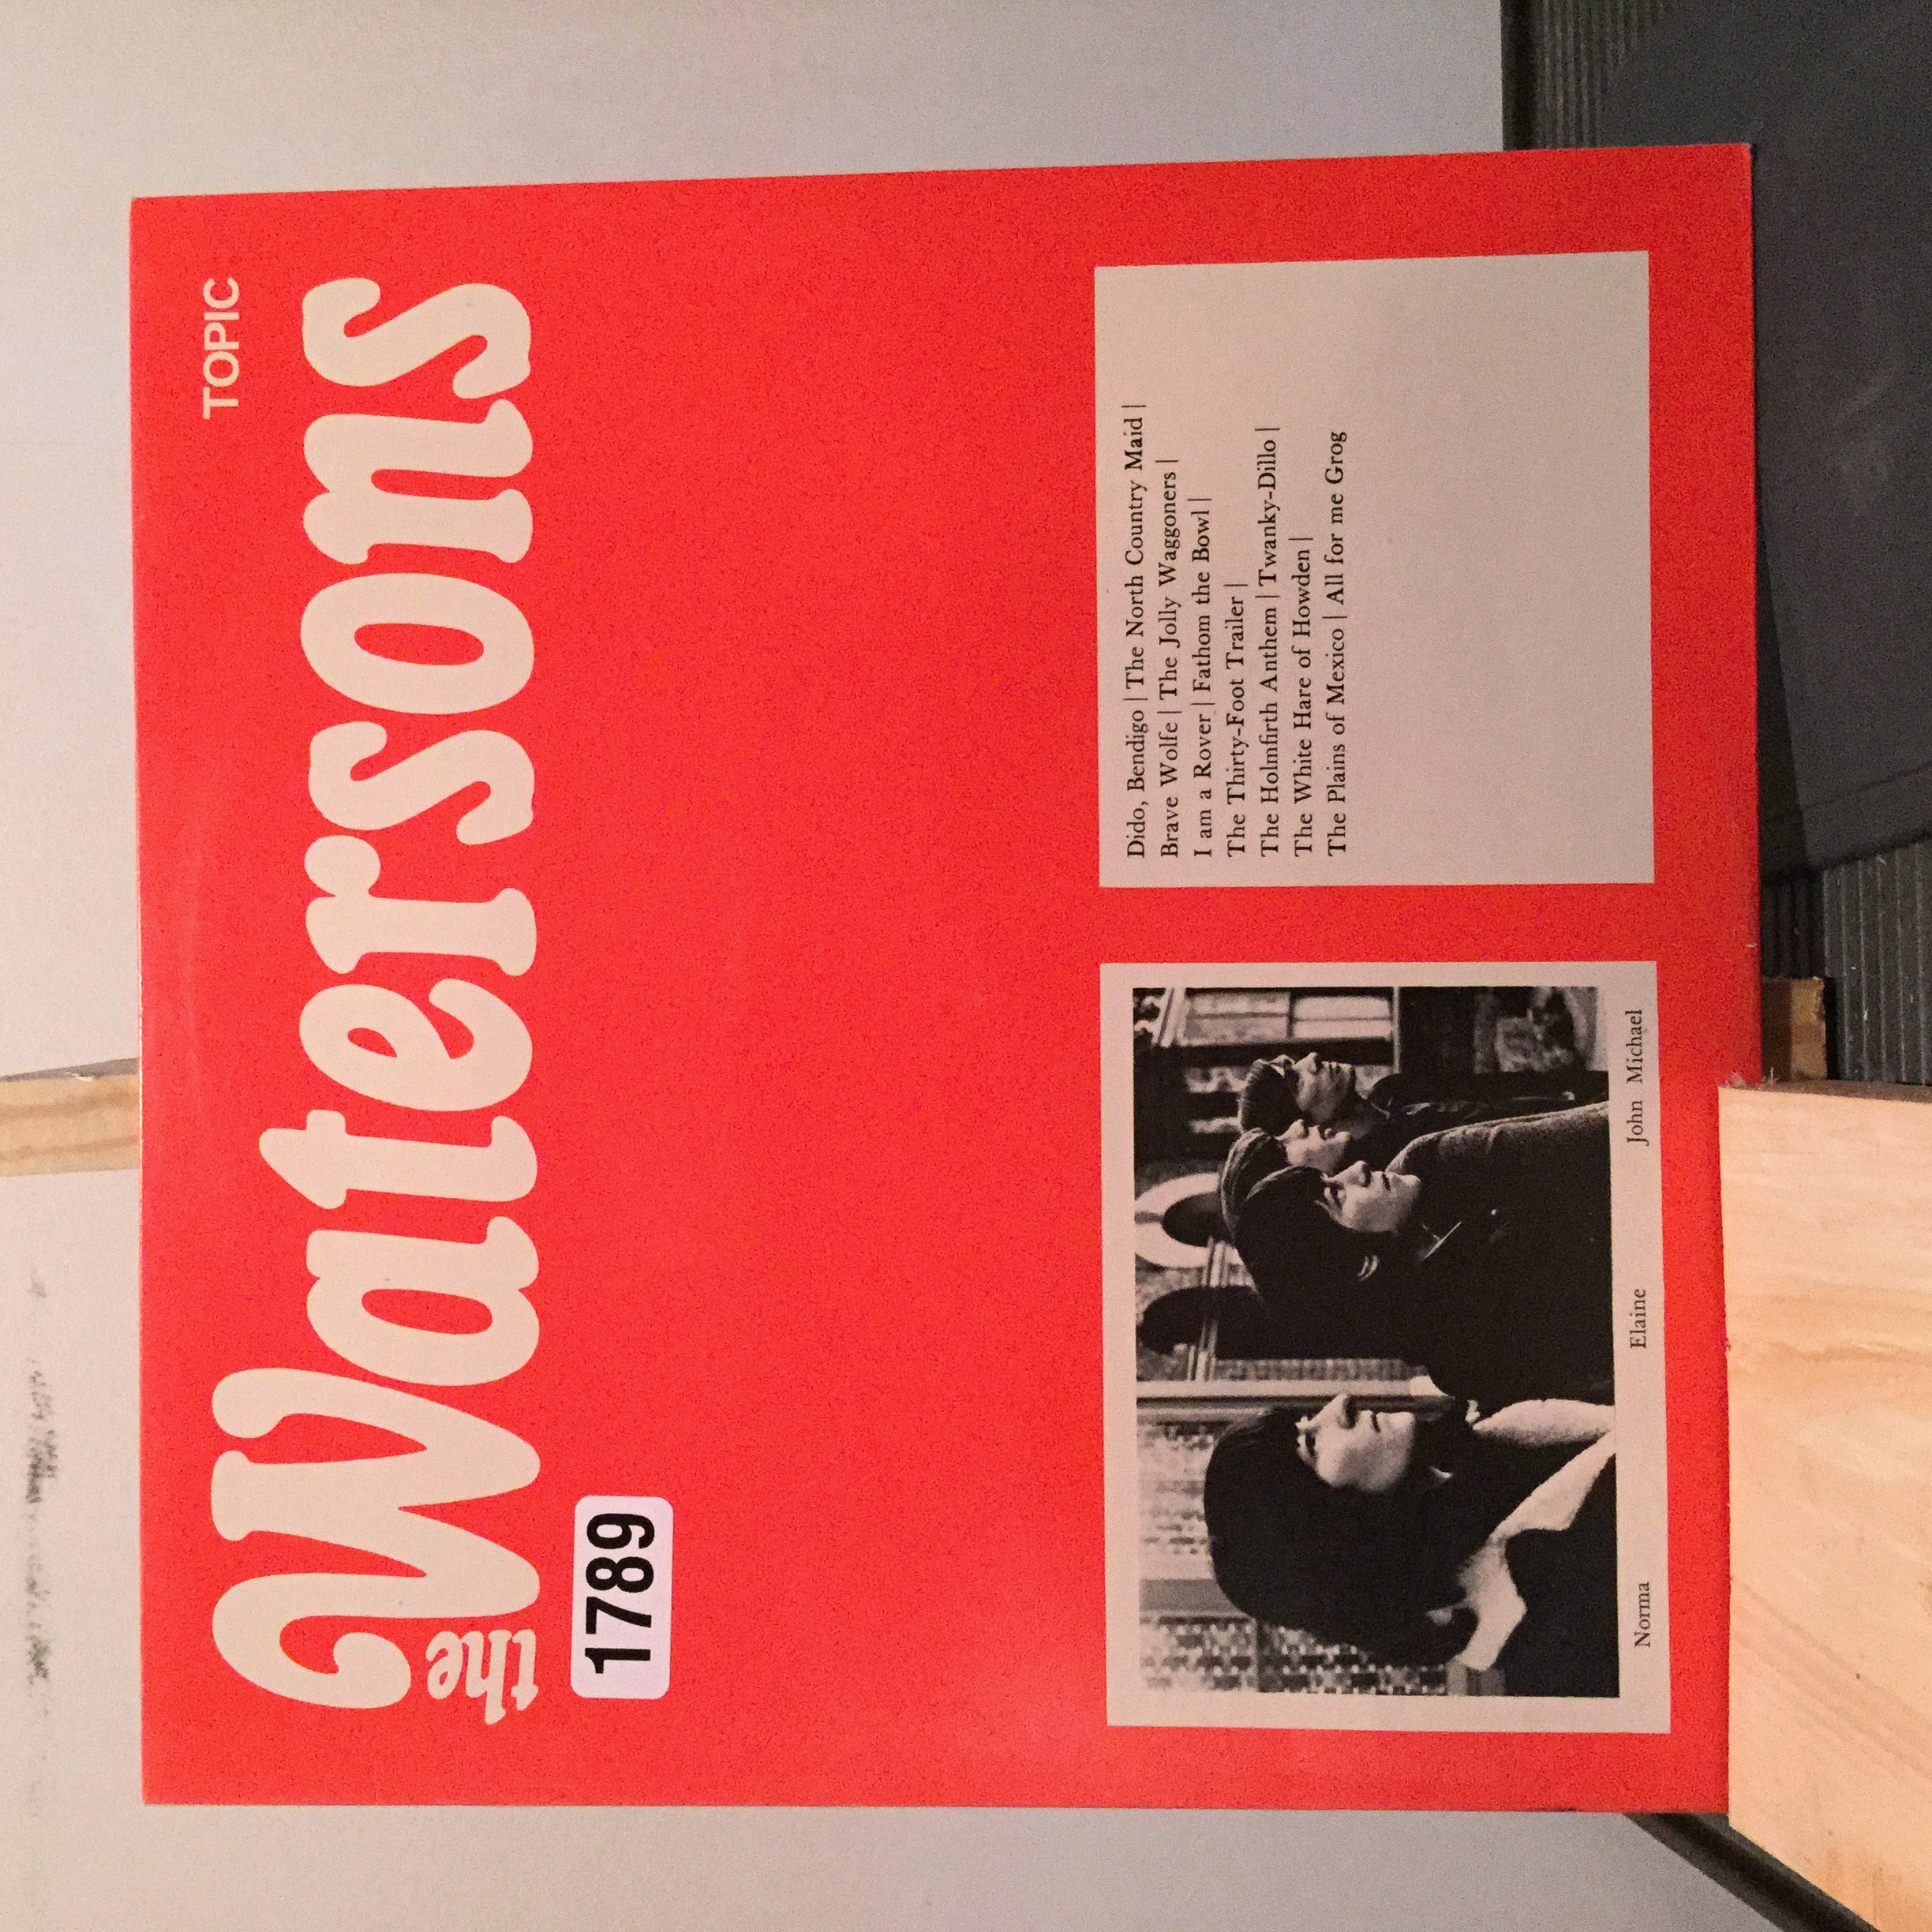 TOPIC
the Watersons
1789
Dido, Bendigo | The North Country Maid |
Brave Wolfe | The Jolly Waggoners |
I am a Rover | Fathom the Bowl |
The Thirty-Foot Trailer |
The Holmfirth Anthem | Twanky-Dillo |
The White Hare of Howden |
The Plains of Mexico | All for me Grog
Norma Elaine John Michael